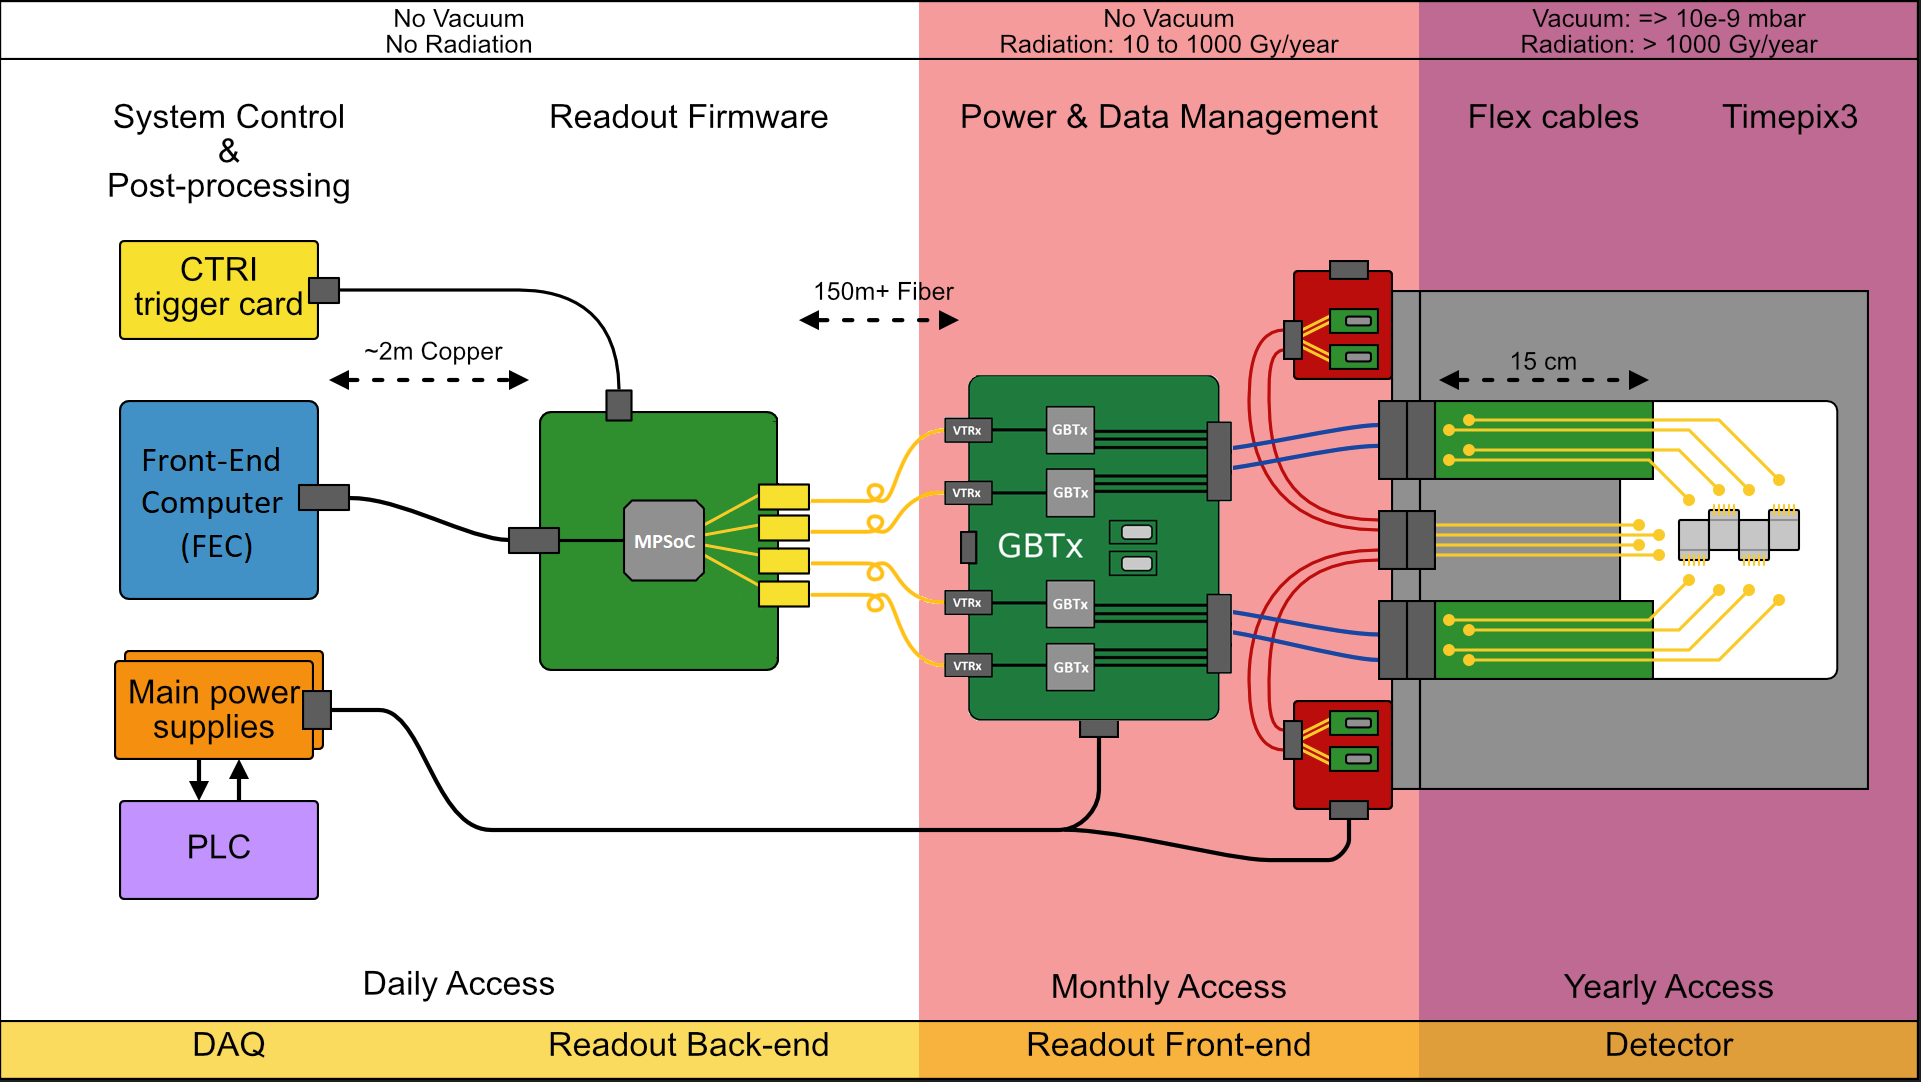 No Vacuum
No Radiation
No Vacuum
Radiation: 10 to 1000 Gy/year
Vacuum: => 10e-9 mbar
Radiation: > 1000 Gy/year
System Control
&
Post-processing
Readout Firmware
Power & Data Management
Flex cables
Timepix3
CTRI
trigger card
~2m Copper
150m+ Fiber
15 cm
Front-End
Computer
(FEC)
MPSoC
VTRx
GBTx
VTRx
GBTx
GBTx
VTRx
GBTx
VTRx
GBTx
Main power
supplies
PLC
Daily Access
Monthly Access
Yearly Access
DAQ
Readout Back-end
Readout Front-end
Detector